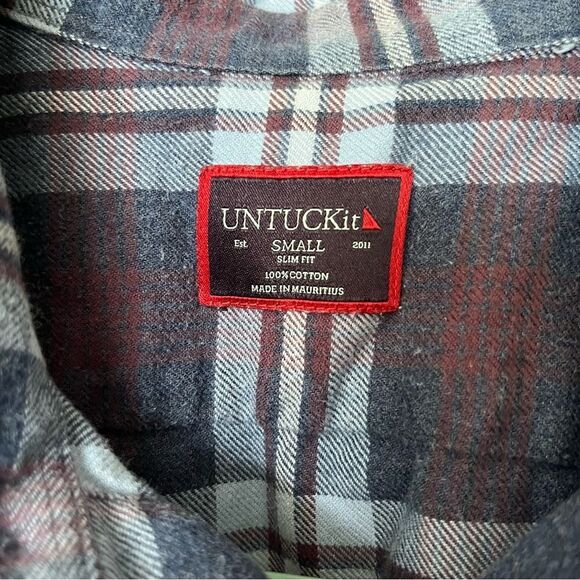 UNTUCKit
Est. SMALL 2011
SLIM FIT
100% COTTON
MADE IN MAURITIUS